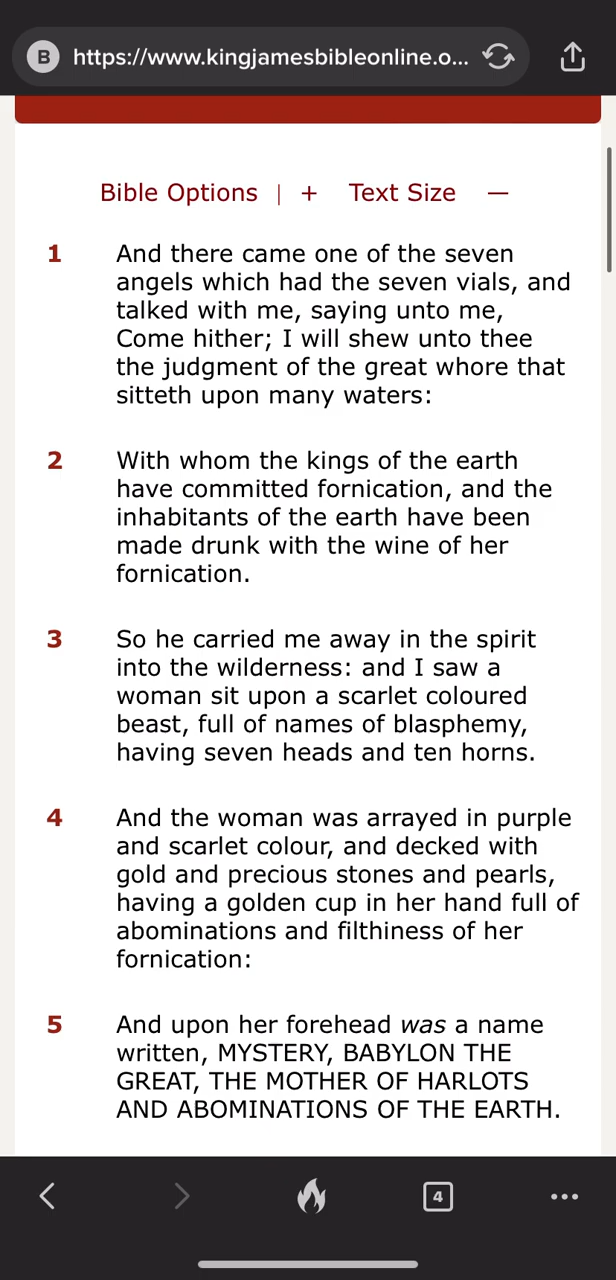 B https://www.kingjamesbibleonline.o...
Bible Options | + Text Size —
1 And there came one of the seven
angels which had the seven vials, and
talked with me, saying unto me,
Come hither; I will shew unto thee
the judgment of the great whore that
sitteth upon many waters:
2 With whom the kings of the earth
have committed fornication, and the
inhabitants of the earth have been
made drunk with the wine of her
fornication.
3 So he carried me away in the spirit
into the wilderness: and I saw a
woman sit upon a scarlet coloured
beast, full of names of blasphemy,
having seven heads and ten horns.
4 And the woman was arrayed in purple
and scarlet colour, and decked with
gold and precious stones and pearls,
having a golden cup in her hand full of
abominations and filthiness of her
fornication:
5 And upon her forehead was a name
written, MYSTERY, BABYLON THE
GREAT, THE MOTHER OF HARLOTS
AND ABOMINATIONS OF THE EARTH.
4